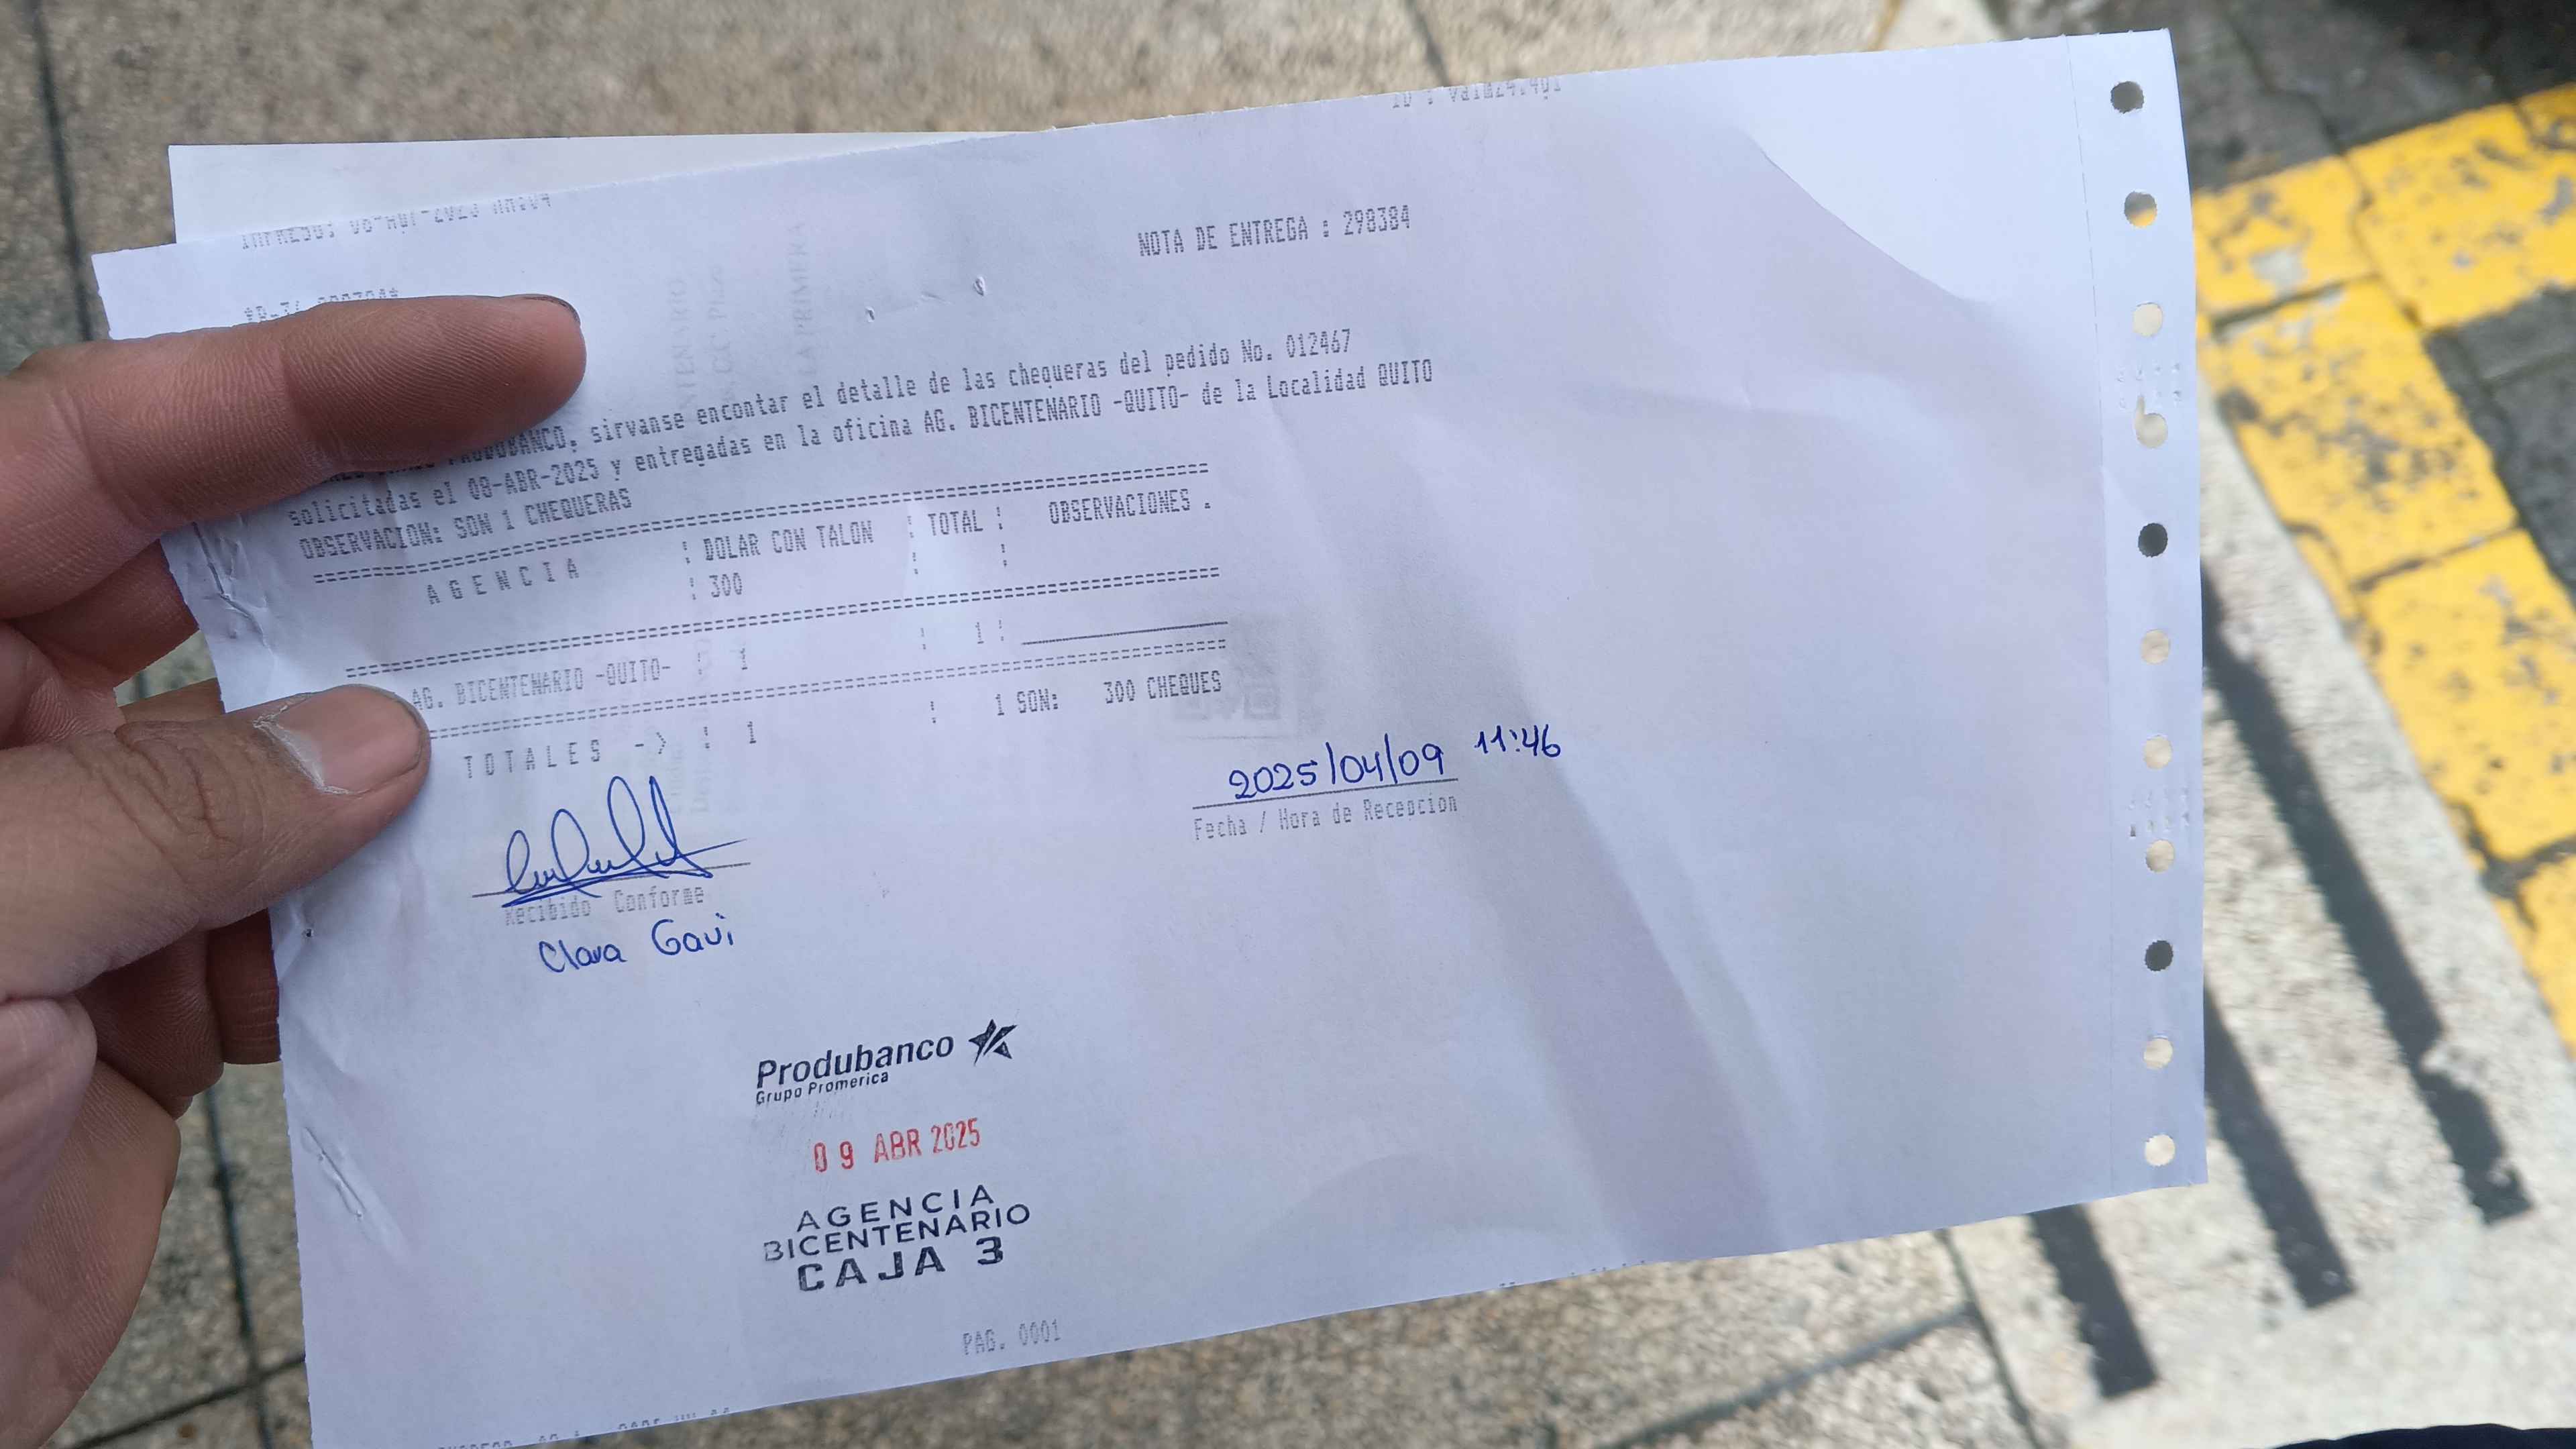 NOTA DE ENTREGA : 298384
PRODUBANCO, sirvanse encontar el detalle de las chequeras del pedido No. 012467
solicitadas el 08-ABR-2025 y entregadas en la oficina AG. BICENTENARIO -QUITO- de la Localidad QUITO
OBSERVACION: SON 1 CHEQUERAS
A G E N C I A : DOLAR CON TALON : TOTAL : OBSERVACIONES .
: 300 : :
AG. BICENTENARIO -QUITO- : 1 : 1 :
T O T A L E S -> : 1 : 1 SON: 300 CHEQUES
2025/04/09 11:46
Fecha / Hora de Recepcion
Recibido Conforme
Clara Gavi
Produbanco
Grupo Promerica
09 ABR 2025
AGENCIA
BICENTENARIO
CAJA 3
PAG. 0001